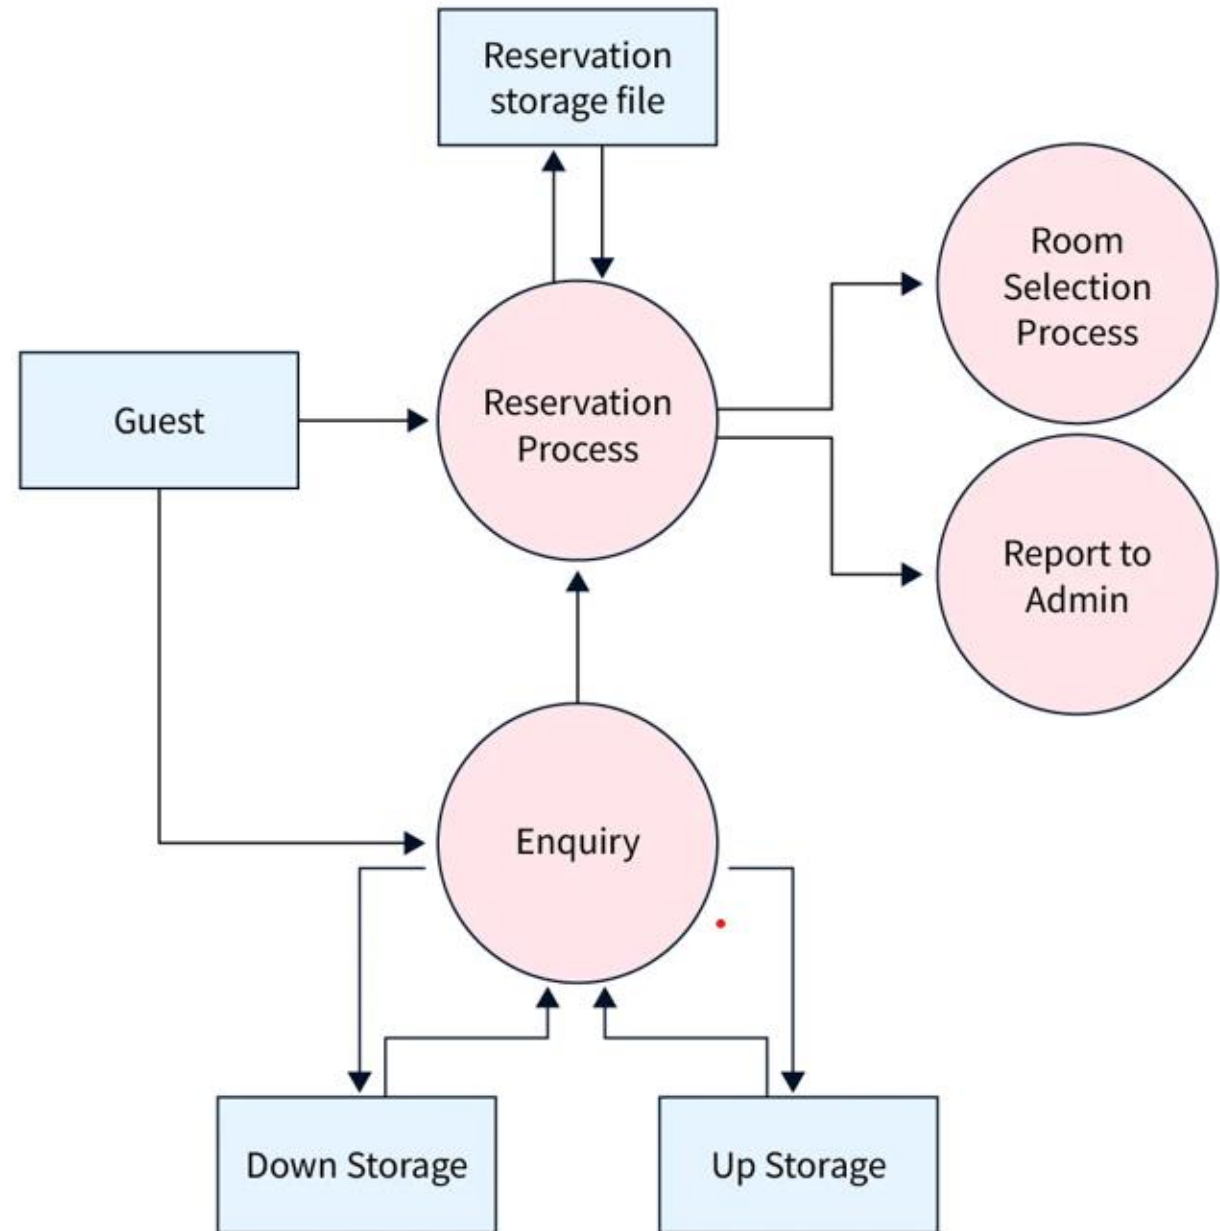 Reservation
storage file
Room
Selection
Process
Guest
Reservation
Process
Report to
Admin
Enquiry
Down Storage
Up Storage